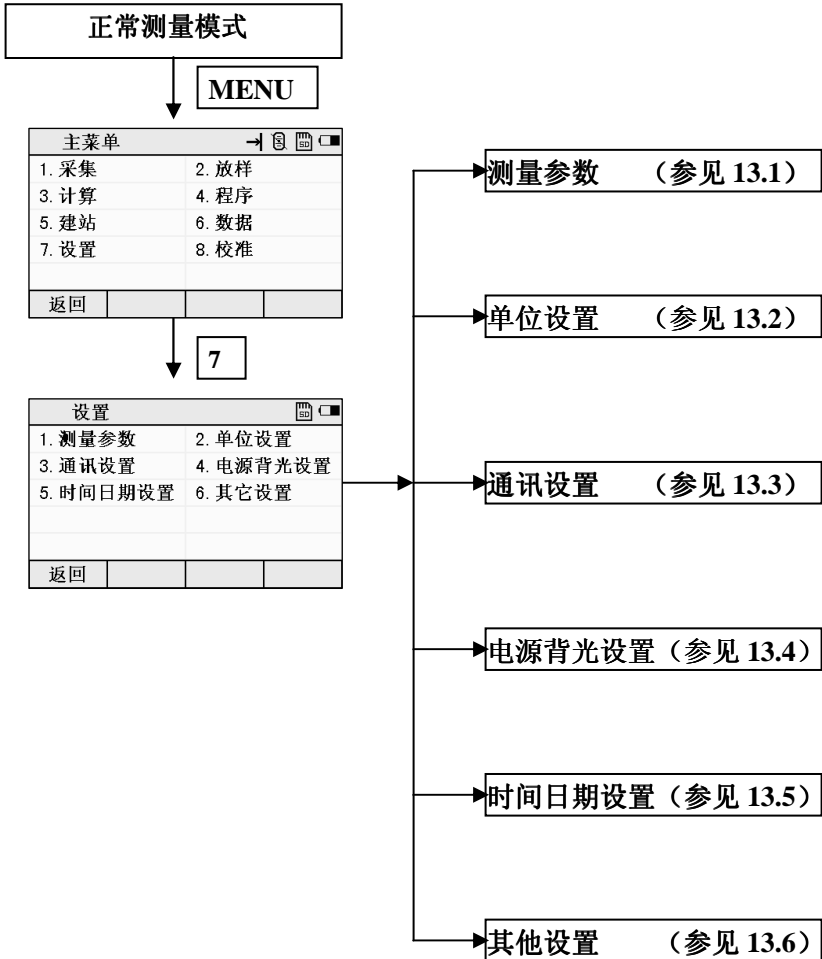 正常测量模式
MENU
主菜单
1. 采集 2. 放样
3. 计算 4. 程序
5. 建站 6. 数据
7. 设置 8. 校准
返回
7
设置
1. 测量参数 2. 单位设置
3. 通讯设置 4. 电源背光设置
5. 时间日期设置 6. 其它设置
返回
测量参数 （参见 13.1）
单位设置 （参见 13.2）
通讯设置 （参见 13.3）
电源背光设置（参见 13.4）
时间日期设置（参见 13.5）
其他设置 （参见 13.6）